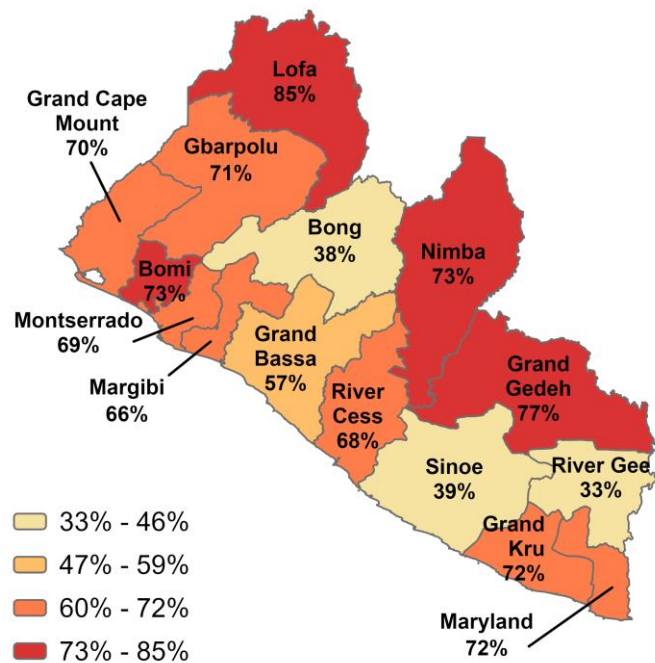 Lofa
85%
Grand Cape
Mount
70%
Gbarpolu
71%
Bong
38%
Nimba
73%
Bomi
73%
Montserrado
69%
Margibi
66%
Grand
Bassa
57%
River
Cess
68%
Grand
Gedeh
77%
Sinoe
39%
River Gee
33%
Grand
Kru
72%
Maryland
72%
33% - 46%
47% - 59%
60% - 72%
73% - 85%